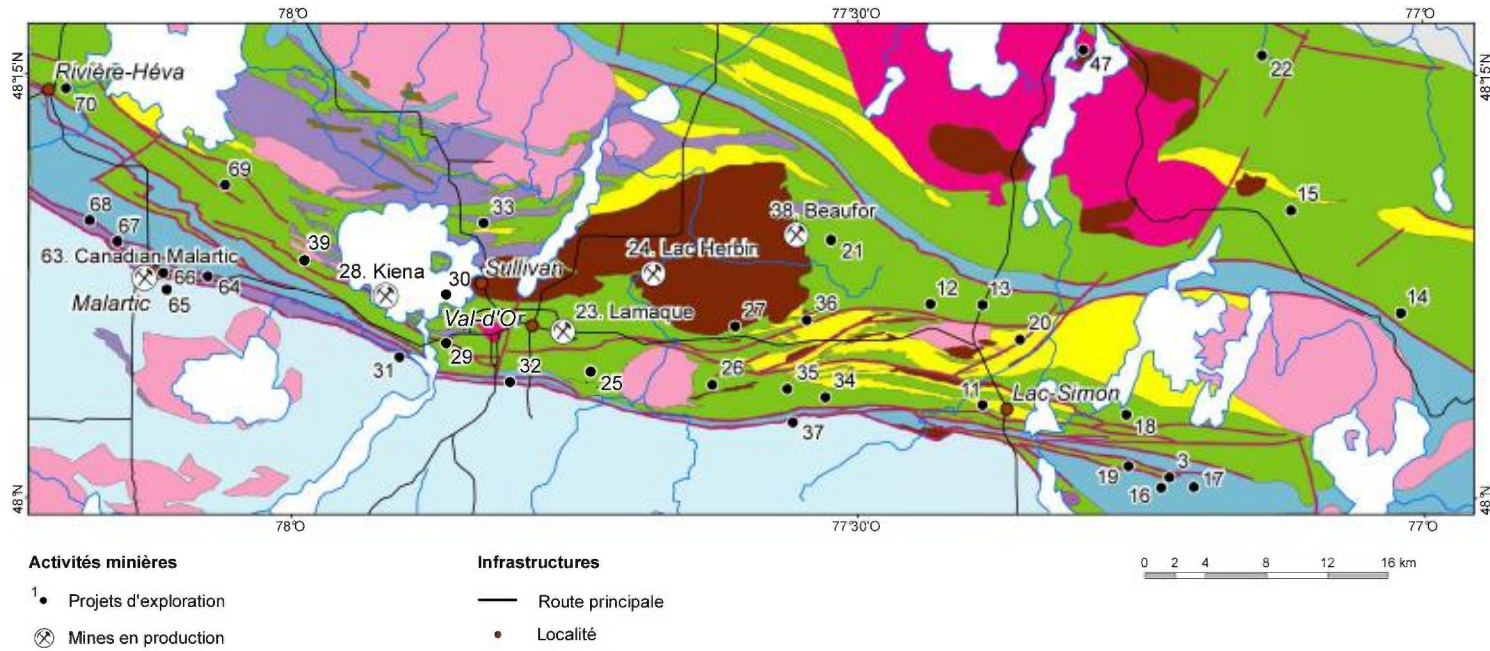 78°O
77°30'O
77°O
48°15'N
48°15'N
Rivière-Héva
70
47
22
69
33
38. Beaufor
21
15
68
67
63. Canadian Malartic
66
64
65
Malartic
39
28. Kiena
30
Sullivan
24. Lac Herbin
23. Lamaque
Val-d'Or
27
36
12
13
14
20
31
29
32
25
26
35
34
11
Lac-Simon
37
18
19
3
16
17
48°N
48°N
78°O
77°30'O
77°O
Activités minières
1
Projets d'exploration
Mines en production
Infrastructures
Route principale
Localité
0 2 4 8 12 16 km